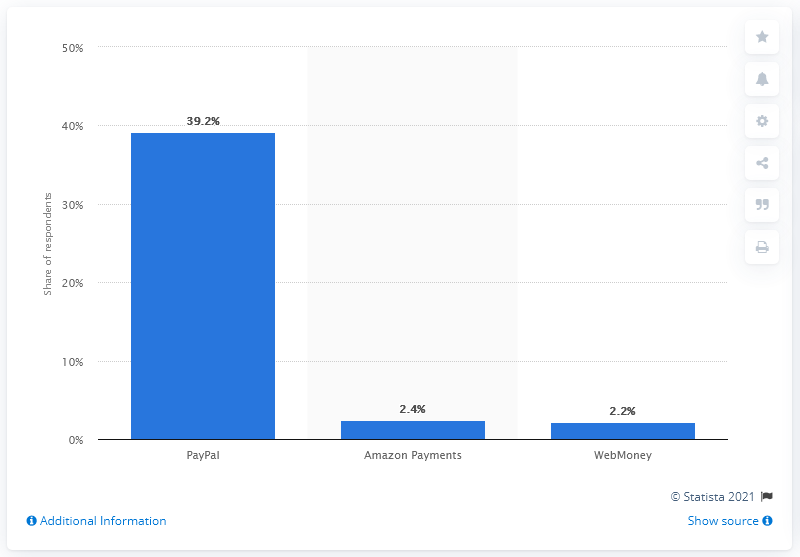 50%
40%
30%
20%
10%
0%
Share of respondents
39.2%
2.4%
2.2%
PayPal
Amazon Payments
WebMoney
© Statista 2021
Additional Information
Show source